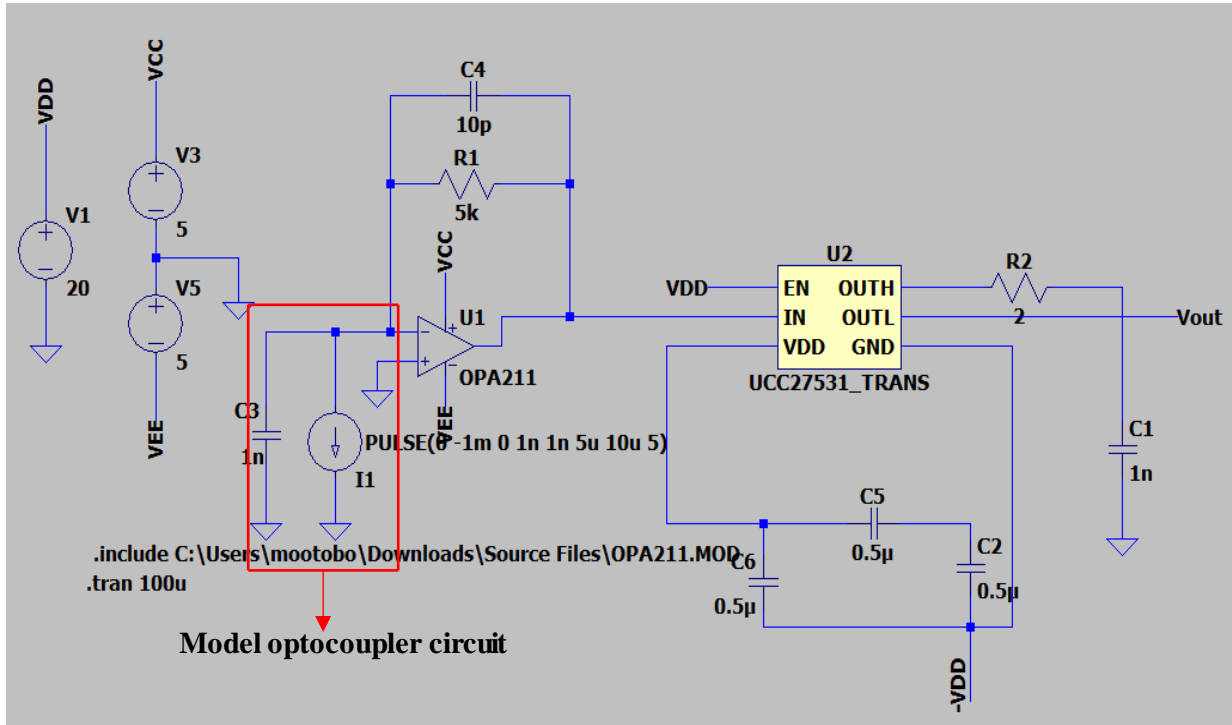 VDD
VCC
V1
20
V3
5
V5
5
VEE
C4
10p
R1
5k
VCC
U1
OPA211
VEE
C3
1n
I1
PULSE(0 -1m 0 1n 1n 5u 10u 5)
.include C:\Users\mootobo\Downloads\Source Files\OPA211.MOD
.tran 100u
Model optocoupler circuit
U2
VDD
EN OUTH
IN OUTL
VDD GND
UCC27531_TRANS
R2
2
Vout
C1
1n
C5
0.5µ
C6
0.5µ
C2
0.5µ
-VDD